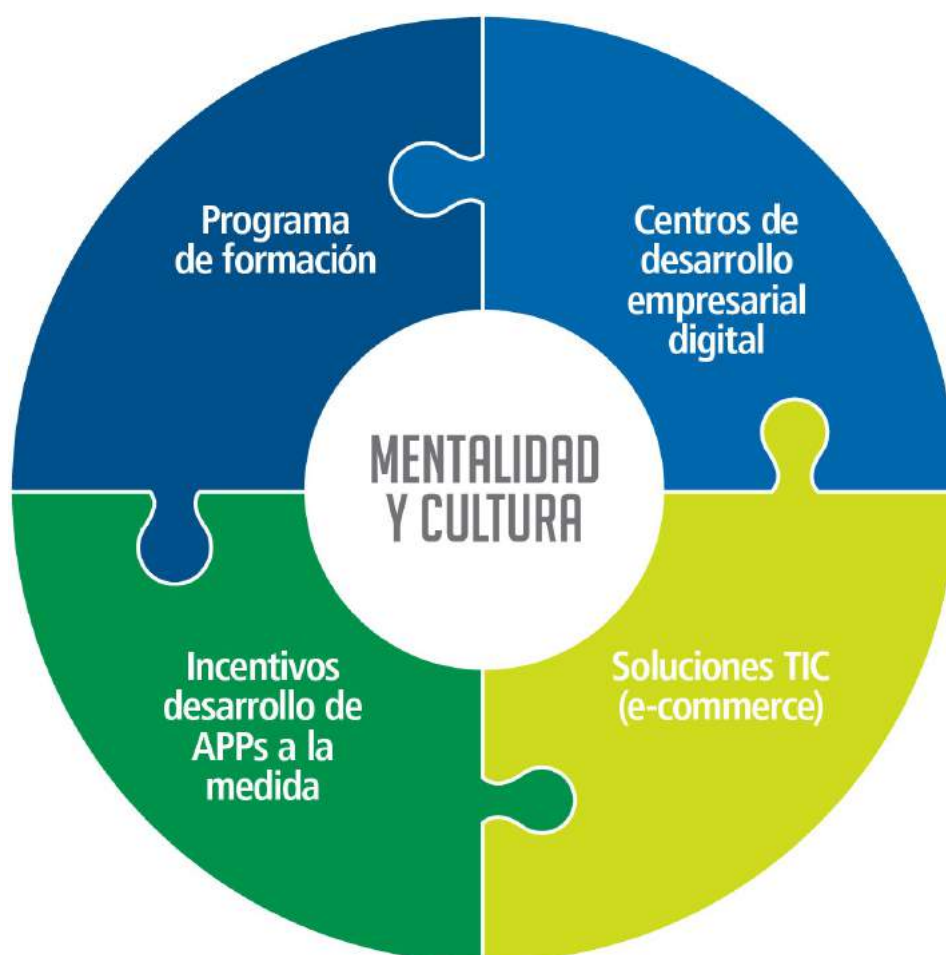 Programa
de formación
Centros de
desarrollo
empresarial
digital
MENTALIDAD
Y CULTURA
Incentivos
desarrollo de
APPs a la
medida
Soluciones TIC
(e-commerce)